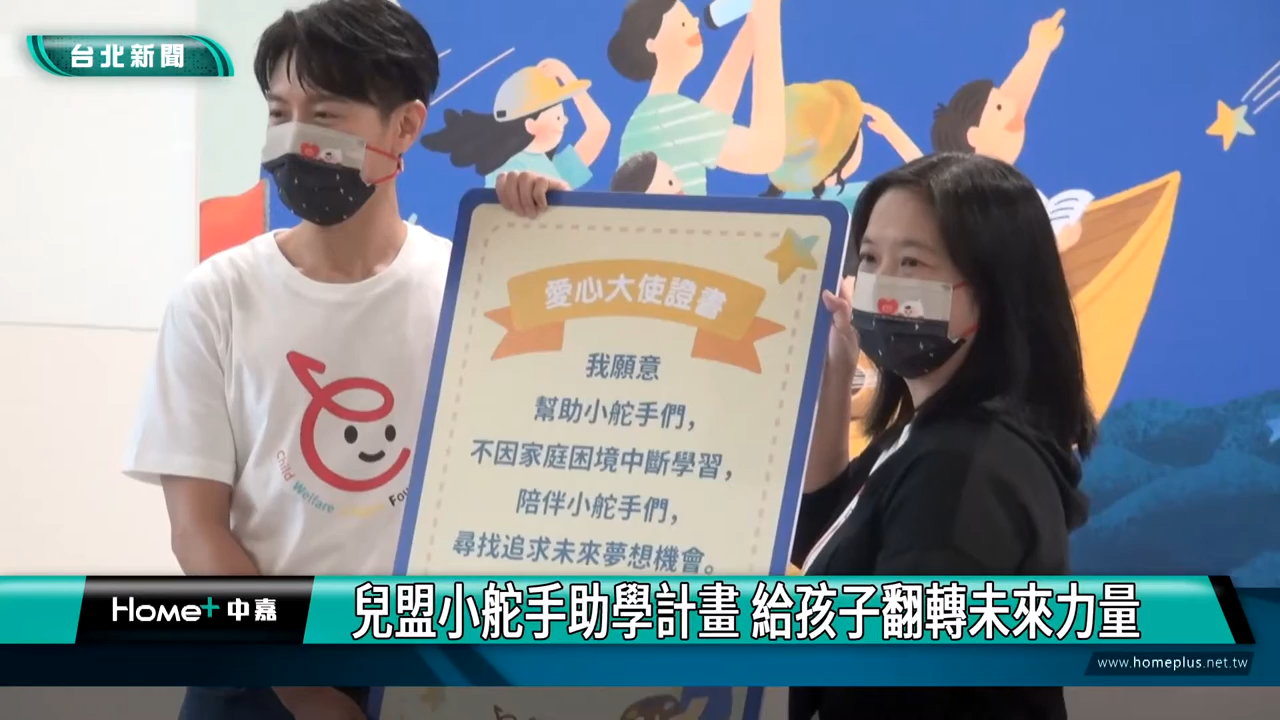 台北新聞
愛心大使證書
我願意
幫助小舵手們，
不因家庭困境中斷學習，
陪伴小舵手們，
尋找追求未來夢想機會。
Child Welfare
Home+中嘉
兒盟小舵手助學計畫 給孩子翻轉未來力量
www.homeplus.net.tw